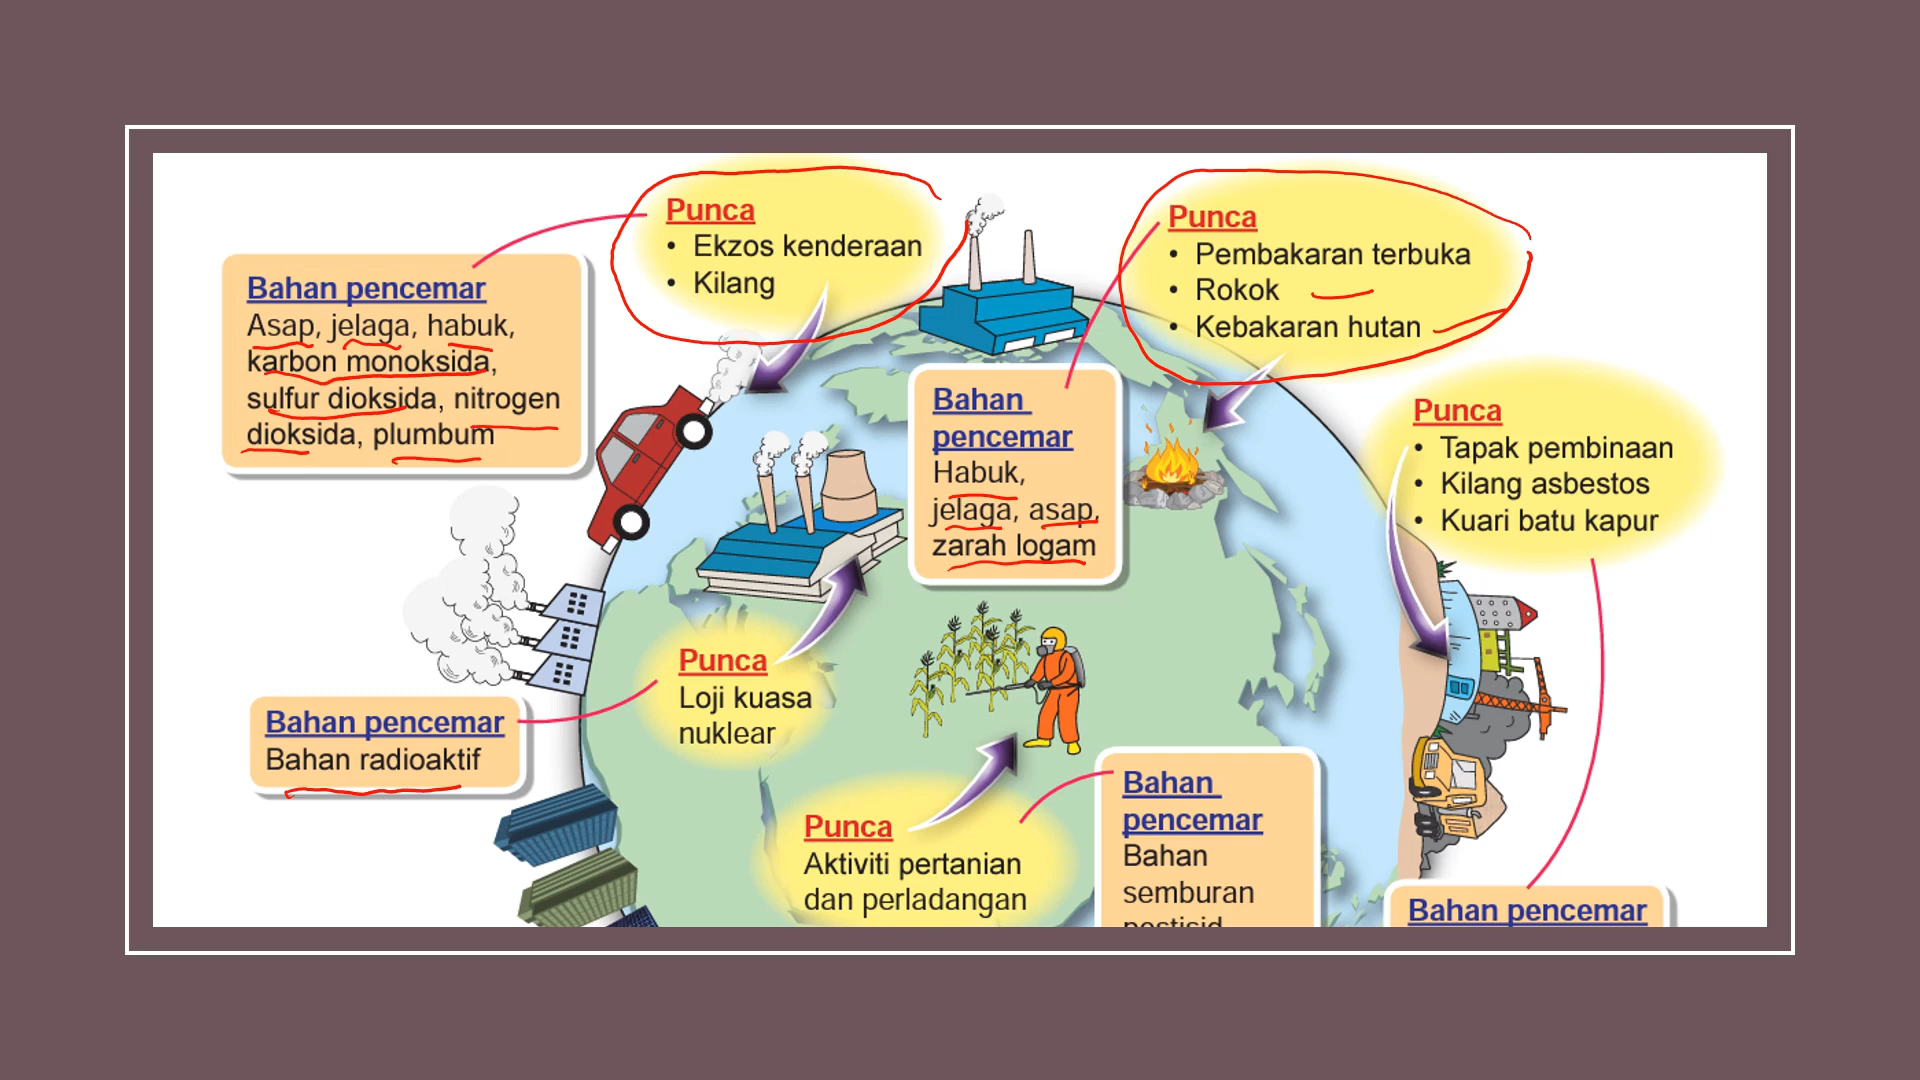 Punca
• Ekzos kenderaan
• Kilang
Bahan pencemar
Asap, jelaga, habuk,
karbon monoksida,
sulfur dioksida, nitrogen
dioksida, plumbum
Punca
• Pembakaran terbuka
• Rokok
• Kebakaran hutan
Bahan
pencemar
Habuk,
jelaga, asap,
zarah logam
Punca
• Tapak pembinaan
• Kilang asbestos
• Kuari batu kapur
Punca
Loji kuasa
nuklear
Bahan pencemar
Bahan radioaktif
Punca
Aktiviti pertanian
dan perladangan
Bahan
pencemar
Bahan
semburan
pestisid
Bahan pencemar